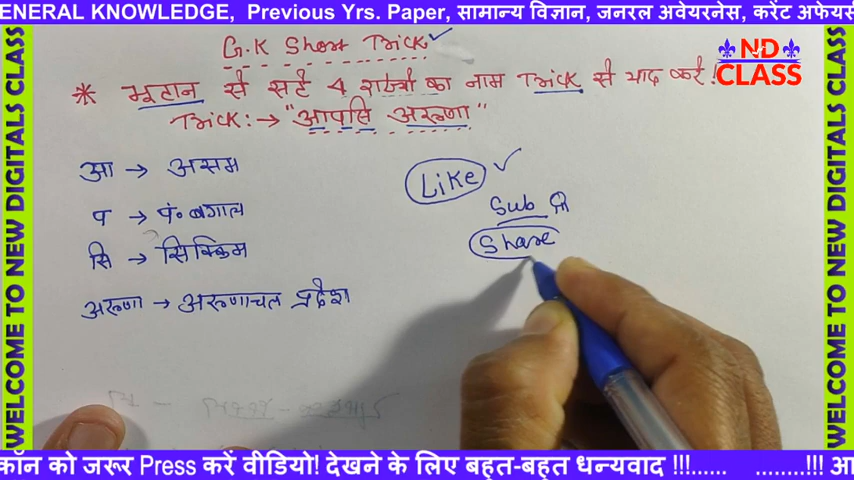 ENERAL KNOWLEDGE, Previous Yrs. Paper, सामान्य विज्ञान, जनरल अवेयरनेस, करेंट अफेयर्स
G.K Short Trick
ND
CLASS
* भूटान से सटे 4 राज्यो का नाम Trick से याद करे!
Trick:→ "आपसि अरूणा"
आ → असम
प → पं. बगाल
सि → सिक्किम
अरूणा → अरूणाचल प्रदेश
Like
Sub
Share
WELCOME TO NEW DIGITALS CLASS
WELCOME TO NEW DIGITALS CLASS
कॉन को जरूर Press करें वीडियो! देखने के लिए बहुत-बहुत धन्यवाद !!!...... ........!!! आ